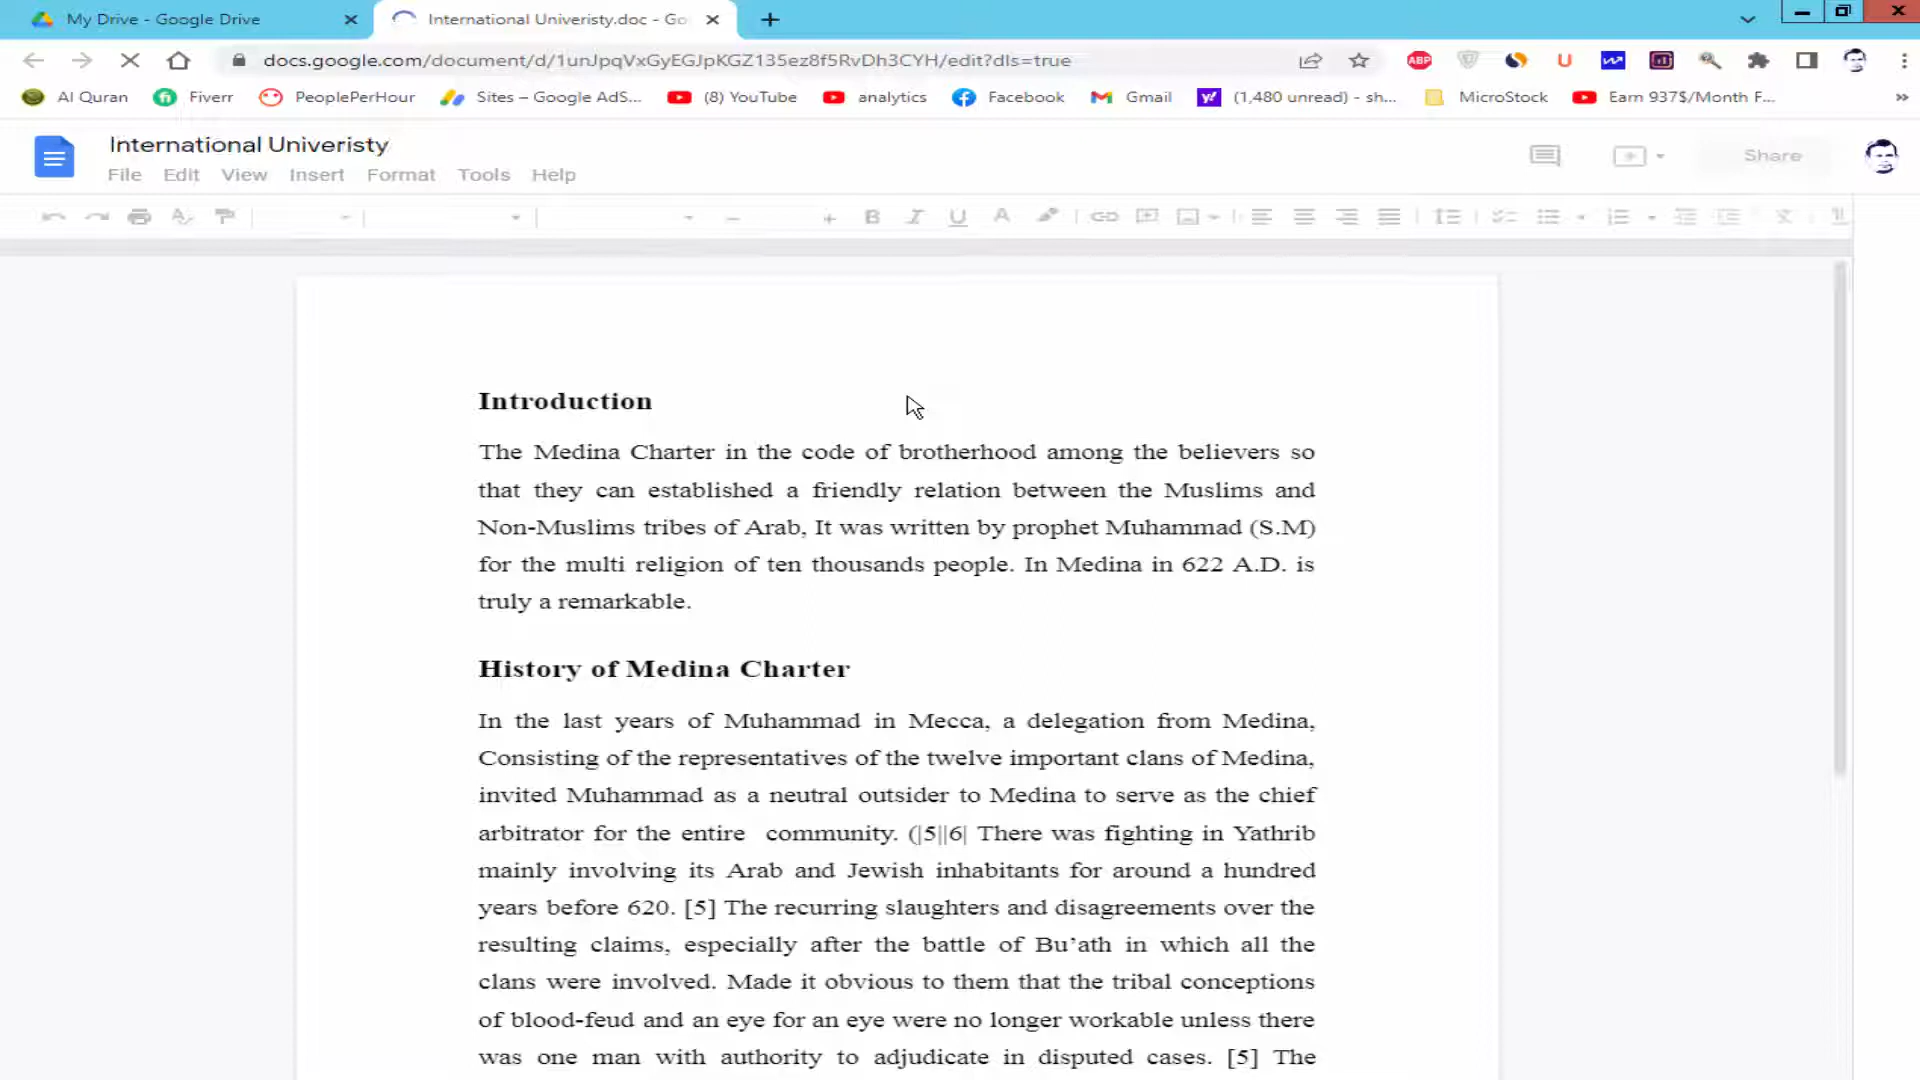 My Drive - Google Drive
International Univeristy.doc - Go
docs.google.com/document/d/1unJpqVxGyEGJpKGZ135ez8f5RvDh3CYH/edit?dls=true
ABP
U
Al Quran
Fiverr
PeoplePerHour
Sites – Google AdS...
(8) YouTube
analytics
Facebook
Gmail
(1,480 unread) - sh...
MicroStock
Earn 937$/Month F...
International Univeristy
File Edit View Insert Format Tools Help
Share
Introduction
The Medina Charter in the code of brotherhood among the believers so
that they can established a friendly relation between the Muslims and
Non-Muslims tribes of Arab, It was written by prophet Muhammad (S.M)
for the multi religion of ten thousands people. In Medina in 622 A.D. is
truly a remarkable.
History of Medina Charter
In the last years of Muhammad in Mecca, a delegation from Medina,
Consisting of the representatives of the twelve important clans of Medina,
invited Muhammad as a neutral outsider to Medina to serve as the chief
arbitrator for the entire community. (|5||6| There was fighting in Yathrib
mainly involving its Arab and Jewish inhabitants for around a hundred
years before 620. [5] The recurring slaughters and disagreements over the
resulting claims, especially after the battle of Bu’ath in which all the
clans were involved. Made it obvious to them that the tribal conceptions
of blood-feud and an eye for an eye were no longer workable unless there
was one man with authority to adjudicate in disputed cases. [5] The